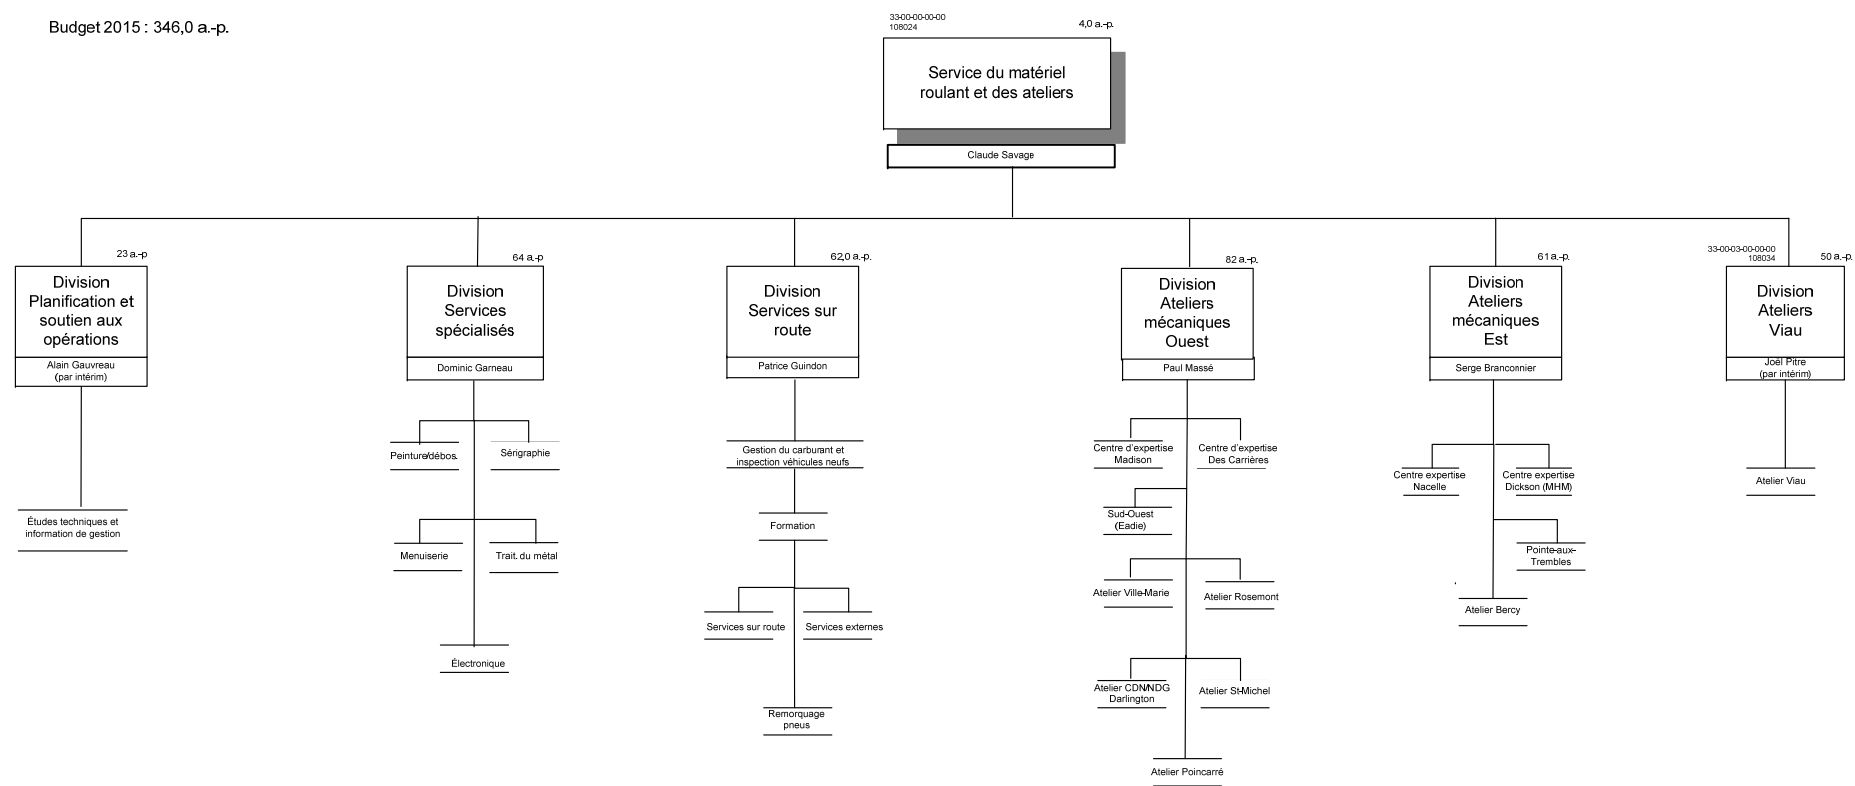 Budget 2015 : 346,0 a.-p.
33-00-00-00-00
108024
4,0 a.-p.
Service du matériel
roulant et des ateliers
Claude Savage
23 a.-p
Division
Planification et
soutien aux
opérations
Alain Gauvreau
(par intérim)
Études techniques et
information de gestion
64 a.-p
Division
Services
spécialisés
Dominic Garneau
Peinture/débos.
Sérigraphie
Menuiserie
Trait. du métal
Électronique
62,0 a.-p.
Division
Services sur
route
Patrice Guindon
Gestion du carburant et
inspection véhicules neufs
Formation
Services sur route
Services externes
Remorquage
pneus
82 a.-p.
Division
Ateliers
mécaniques
Ouest
Paul Massé
Centre d'expertise
Madison
Centre d'expertise
Des Carrières
Sud-Ouest
(Eadie)
Atelier Ville-Marie
Atelier Rosemont
Atelier CDN/NDG
Darlington
Atelier St-Michel
Atelier Poincarré
61 a.-p.
Division
Ateliers
mécaniques
Est
Serge Branconnier
Centre expertise
Nacelle
Centre expertise
Dickson (MHM)
Pointe-aux-
Trembles
Atelier Bercy
33-00-03-00-00-00
108034
50 a.-p.
Division
Ateliers
Viau
Joël Pitre
(par intérim)
Atelier Viau